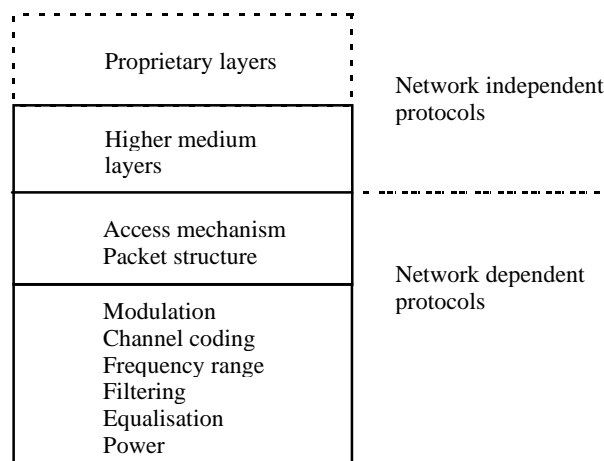 Proprietary layers
Network independent
protocols
Higher medium
layers
Access mechanism
Packet structure
Network dependent
protocols
Modulation
Channel coding
Frequency range
Filtering
Equalisation
Power